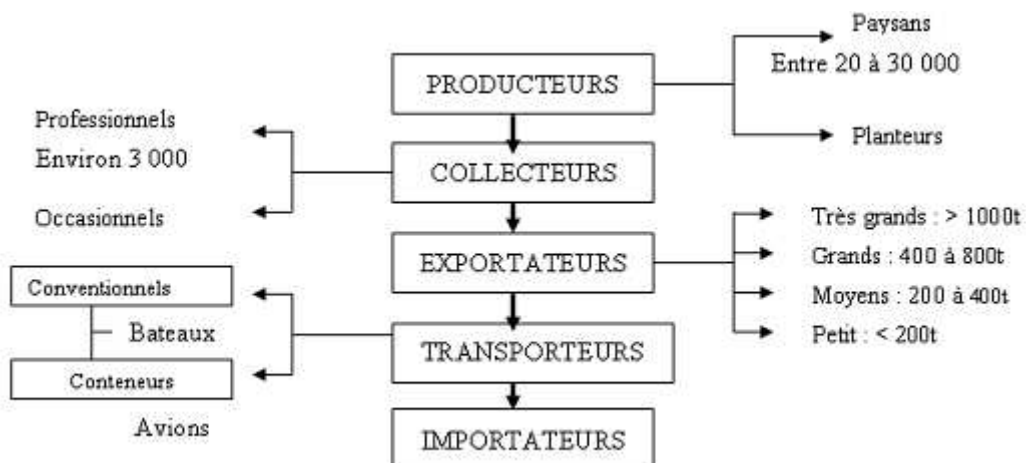 Paysans
Entre 20 à 30 000
PRODUCTEURS
Planteurs
Professionnels
Environ 3 000
COLLECTEURS
Occasionnels
Très grands : > 1000t
Grands : 400 à 800t
EXPORTATEURS
Moyens : 200 à 400t
Petit : < 200t
Conventionnels
Bateaux
TRANSPORTEURS
Conteneurs
Avions
IMPORTATEURS